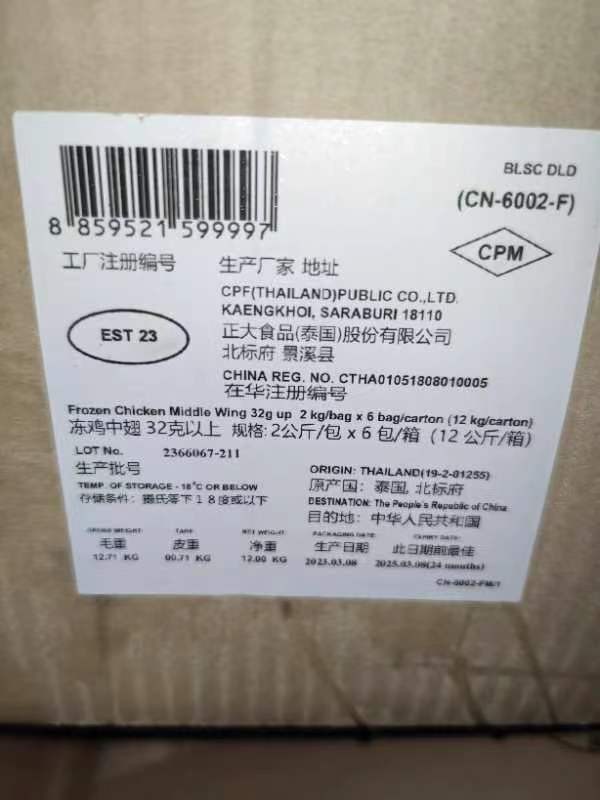 BLSC DLD
(CN-6002-F)
8 859521 599997
CPM
工厂注册编号
生产厂家 地址
CPF(THAILAND)PUBLIC CO.,LTD.
KAENGKHOI, SARABURI 18110
EST 23
正大食品(泰国)股份有限公司
北标府 景溪县
CHINA REG. NO. CTHA01051808010005
在华注册编号
Frozen Chicken Middle Wing 32g up 2 kg/bag x 6 bag/carton (12 kg/carton)
冻鸡中翅 32克以上 规格: 2公斤/包 x 6 包/箱 (12 公斤/箱)
LOT No. 2366067-211
生产批号
ORIGIN: THAILAND(19-2-01255)
原产国: 泰国, 北标府
TEMP. OF STORAGE - 18°C OR BELOW
存储条件: 摄氏零下18度或以下
DESTINATION: The People's Republic of China
目的地: 中华人民共和国
GROSS WEIGHT TARE NET WEIGHT PACKAGING DATE EXPIRY DATE
毛重 皮重 净重 生产日期 此日期前最佳
12.71 KG 00.71 KG 12.00 KG 2023.03.08 2025.03.08(24 months)
CN-6002-FM/1